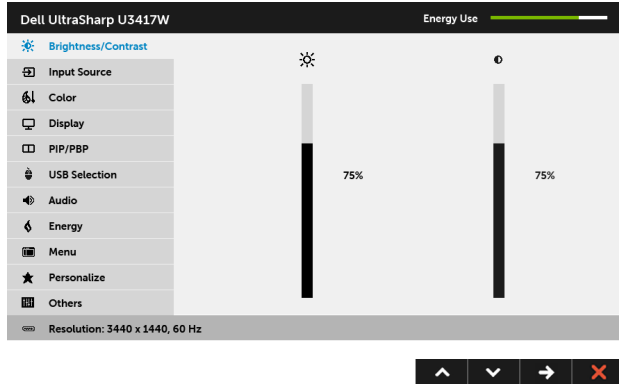 Dell UltraSharp U3417W
Energy Use
Brightness/Contrast
Input Source
Color
Display
PIP/PBP
USB Selection
75%
75%
Audio
Energy
Menu
Personalize
Others
Resolution: 3440 x 1440, 60 Hz